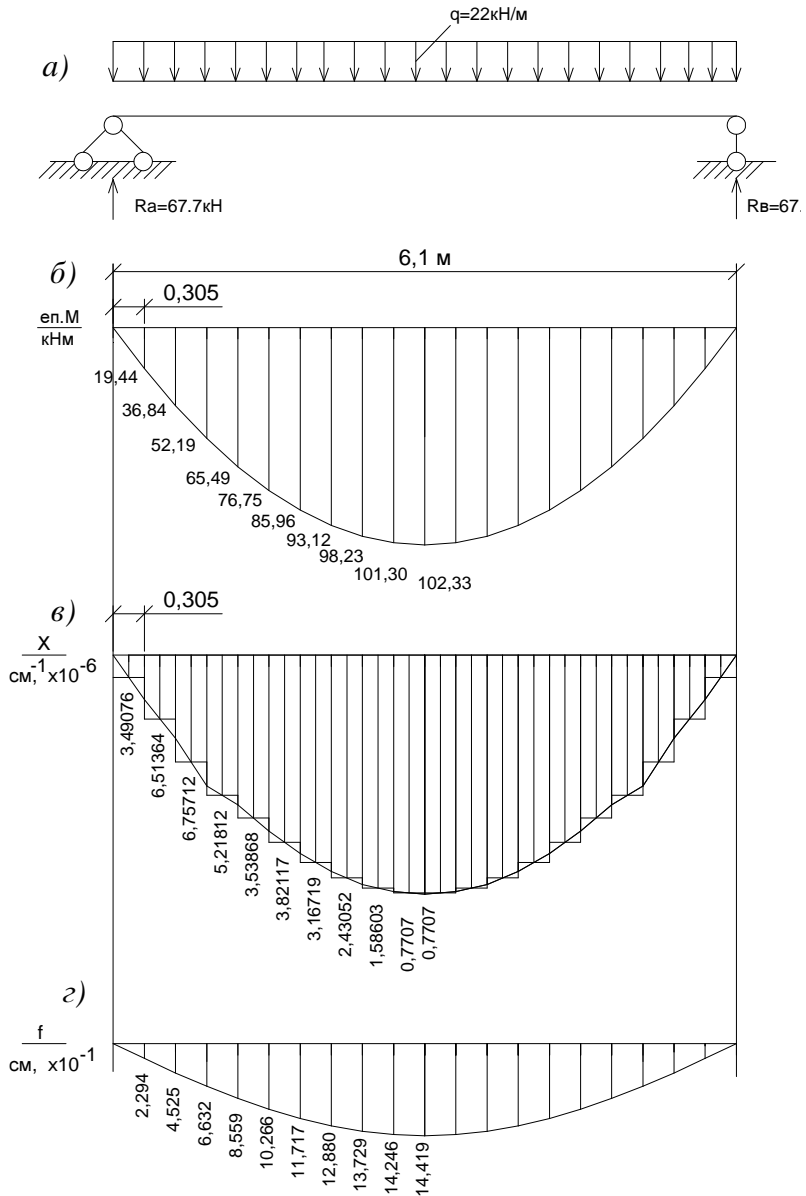 q=22кН/м
а)
Ra=67.7кН
Rв=67.
б)
6,1 м
0,305
еп.М
кНм
19,44
36,84
52,19
65,49
76,75
85,96
93,12
98,23
101,30
102,33
в)
0,305
X
см,-1x10-6
3,49076
6,51364
6,75712
5,21812
3,53868
3,82117
3,16719
2,43052
1,58603
0,7707
0,7707
г)
f
см, x10-1
2,294
4,525
6,632
8,559
10,266
11,717
12,880
13,729
14,246
14,419